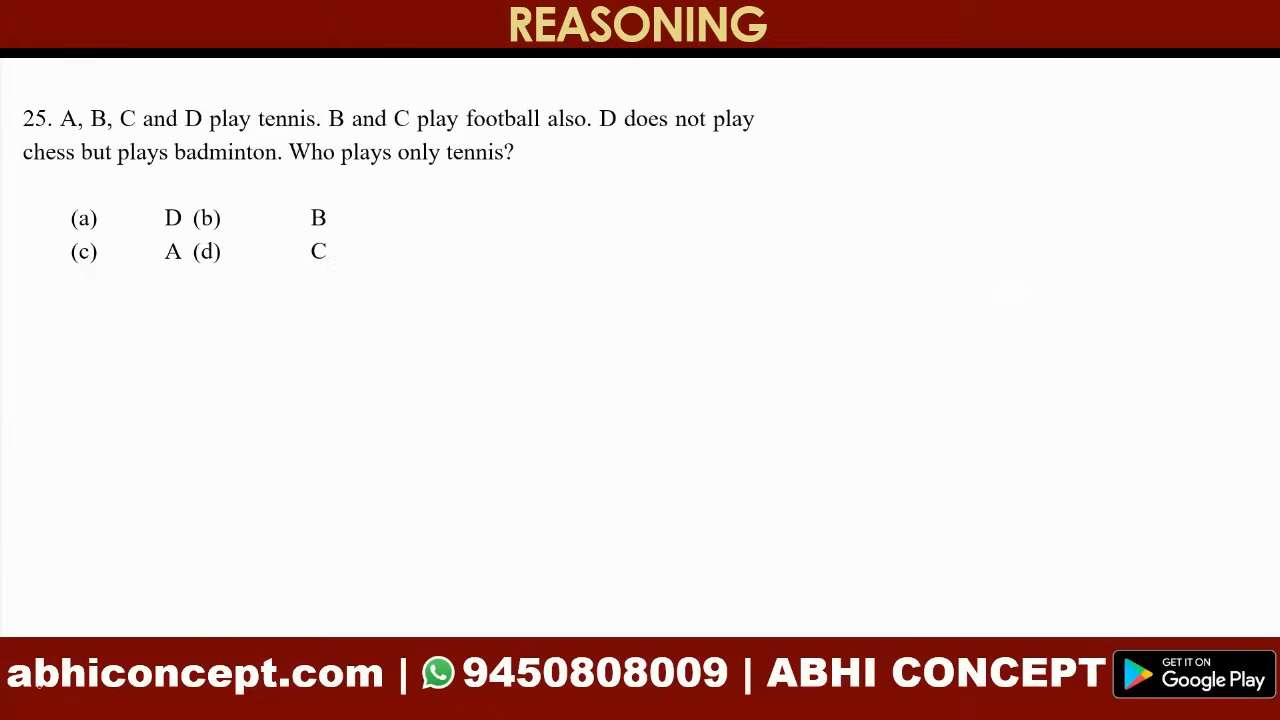 REASONING
25. A, B, C and D play tennis. B and C play football also. D does not play
chess but plays badminton. Who plays only tennis?
(a) D (b) B
(c) A (d) C
abhiconcept.com | 9450808009 | ABHI CONCEPT
GET IT ON
Google Play